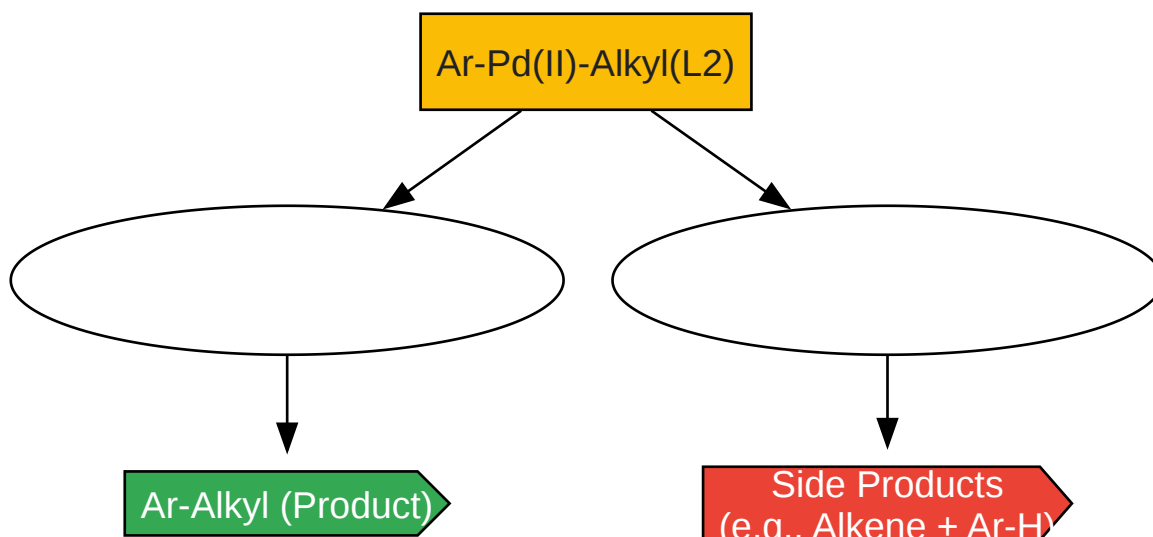 Ar-Pd(II)-Alkyl(L2)
Ar-Alkyl (Product)
Side Products
(e.g., Alkene + Ar-H)